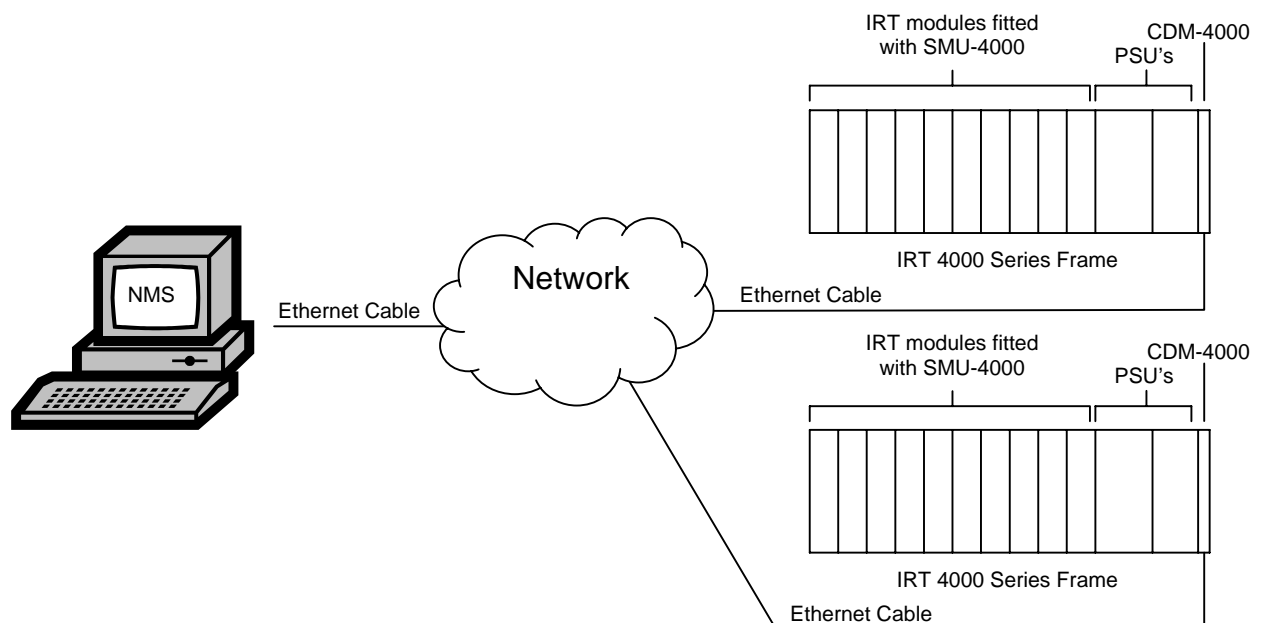 IRT modules fitted
with SMU-4000
CDM-4000
PSU's
NMS
Ethernet Cable
Network
IRT 4000 Series Frame
Ethernet Cable
IRT modules fitted
with SMU-4000
CDM-4000
PSU's
IRT 4000 Series Frame
Ethernet Cable